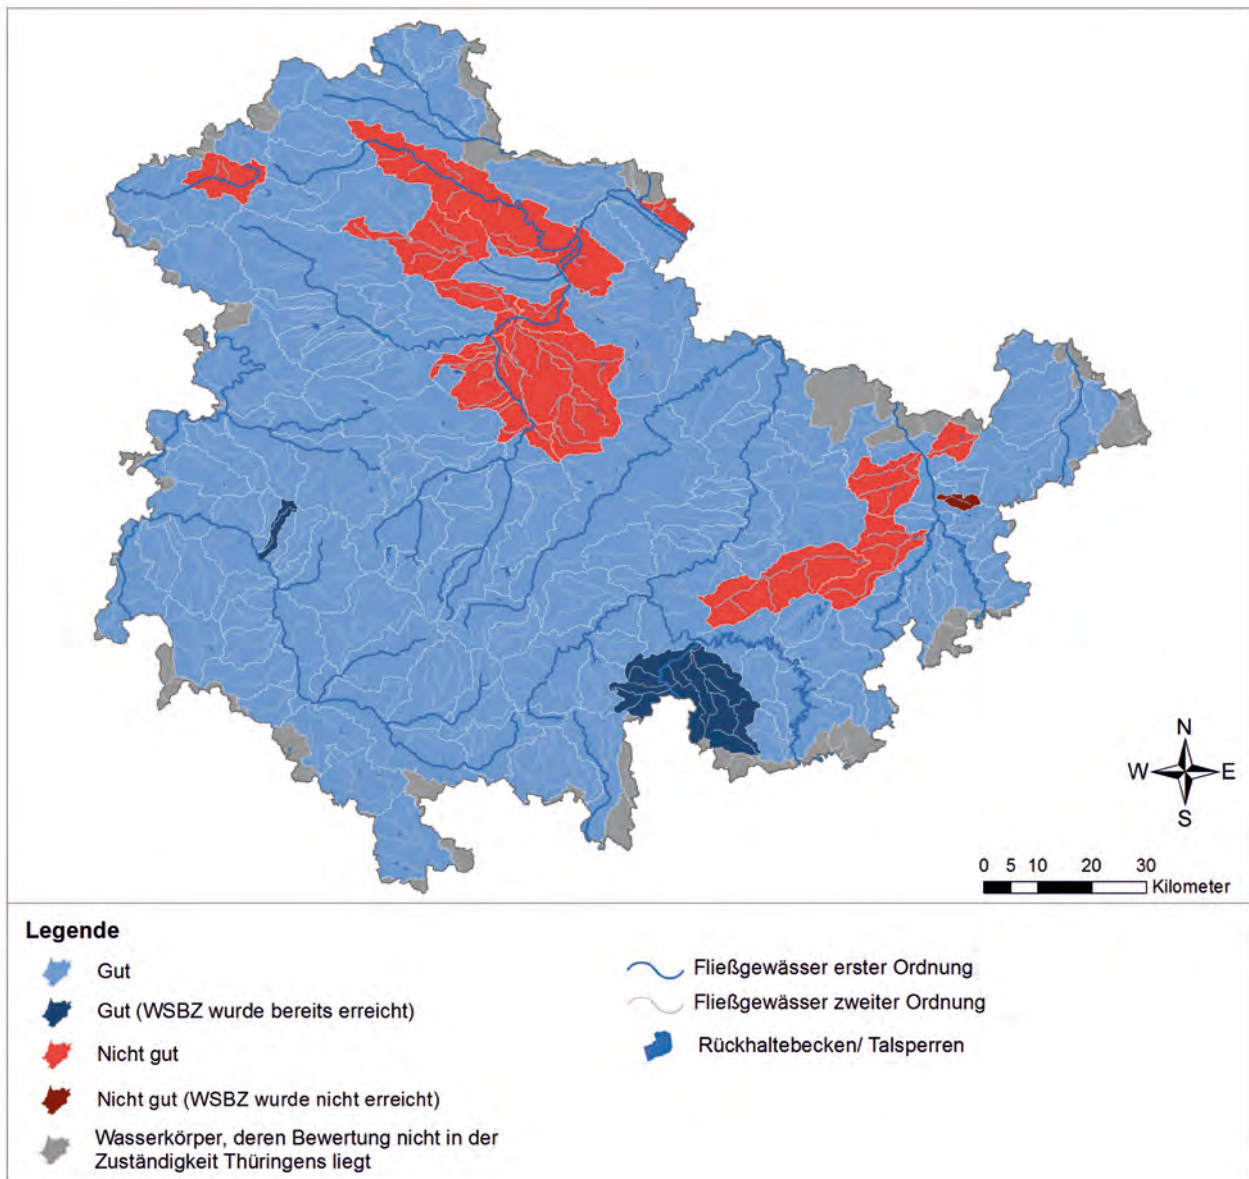 N
W E
S
0 5 10 20 30
Kilometer
Legende
Gut
Gut (WSBZ wurde bereits erreicht)
Nicht gut
Nicht gut (WSBZ wurde nicht erreicht)
Wasserkörper, deren Bewertung nicht in der
Zuständigkeit Thüringens liegt
Fließgewässer erster Ordnung
Fließgewässer zweiter Ordnung
Rückhaltebecken/ Talsperren